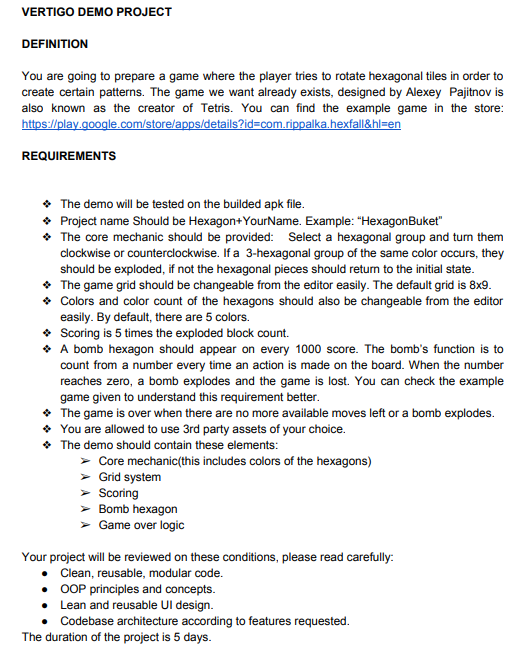 VERTIGO DEMO PROJECT
DEFINITION
You are going to prepare a game where the player tries to rotate hexagonal tiles in order to
create certain patterns. The game we want already exists, designed by Alexey Pajitnov is
also known as the creator of Tetris. You can find the example game in the store:
https://play.google.com/store/apps/details?id=com.rippalka.hexfall&hl=en
REQUIREMENTS
❖ The demo will be tested on the builded apk file.
❖ Project name Should be Hexagon+YourName. Example: “HexagonBuket”
❖ The core mechanic should be provided: Select a hexagonal group and turn them
clockwise or counterclockwise. If a 3-hexagonal group of the same color occurs, they
should be exploded, if not the hexagonal pieces should return to the initial state.
❖ The game grid should be changeable from the editor easily. The default grid is 8x9.
❖ Colors and color count of the hexagons should also be changeable from the editor
easily. By default, there are 5 colors.
❖ Scoring is 5 times the exploded block count.
❖ A bomb hexagon should appear on every 1000 score. The bomb’s function is to
count from a number every time an action is made on the board. When the number
reaches zero, a bomb explodes and the game is lost. You can check the example
game given to understand this requirement better.
❖ The game is over when there are no more available moves left or a bomb explodes.
❖ You are allowed to use 3rd party assets of your choice.
❖ The demo should contain these elements:
➢ Core mechanic(this includes colors of the hexagons)
➢ Grid system
➢ Scoring
➢ Bomb hexagon
➢ Game over logic
Your project will be reviewed on these conditions, please read carefully:
● Clean, reusable, modular code.
● OOP principles and concepts.
● Lean and reusable UI design.
● Codebase architecture according to features requested.
The duration of the project is 5 days.